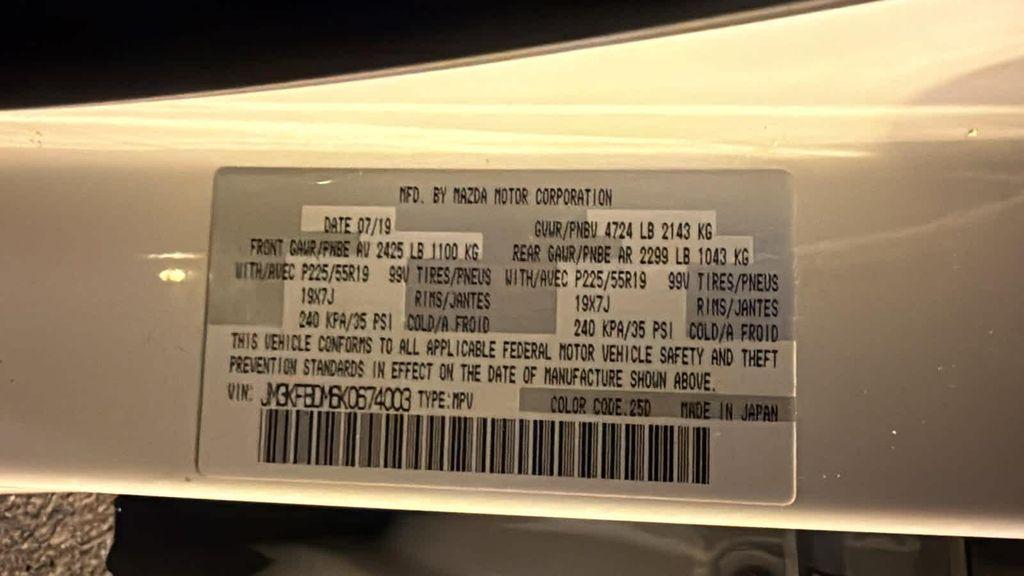 MFD. BY MAZDA MOTOR CORPORATION
DATE 07/19 GVWR/PNBV 4724 LB 2143 KG
FRONT GAWR/PNBE AV 2425 LB 1100 KG REAR GAWR/PNBE AR 2299 LB 1043 KG
WITH/AVEC P225/55R19 99V TIRES/PNEUS WITH/AVEC P225/55R19 99V TIRES/PNEUS
19X7J RIMS/JANTES 19X7J RIMS/JANTES
240 KPA/35 PSI COLD/A FROID 240 KPA/35 PSI COLD/A FROID
THIS VEHICLE CONFORMS TO ALL APPLICABLE FEDERAL MOTOR VEHICLE SAFETY AND THEFT
PREVENTION STANDARDS IN EFFECT ON THE DATE OF MANUFACTURE SHOWN ABOVE.
VIN: JM3KFBDM6K0674003 TYPE:MPV COLOR CODE:25D MADE IN JAPAN